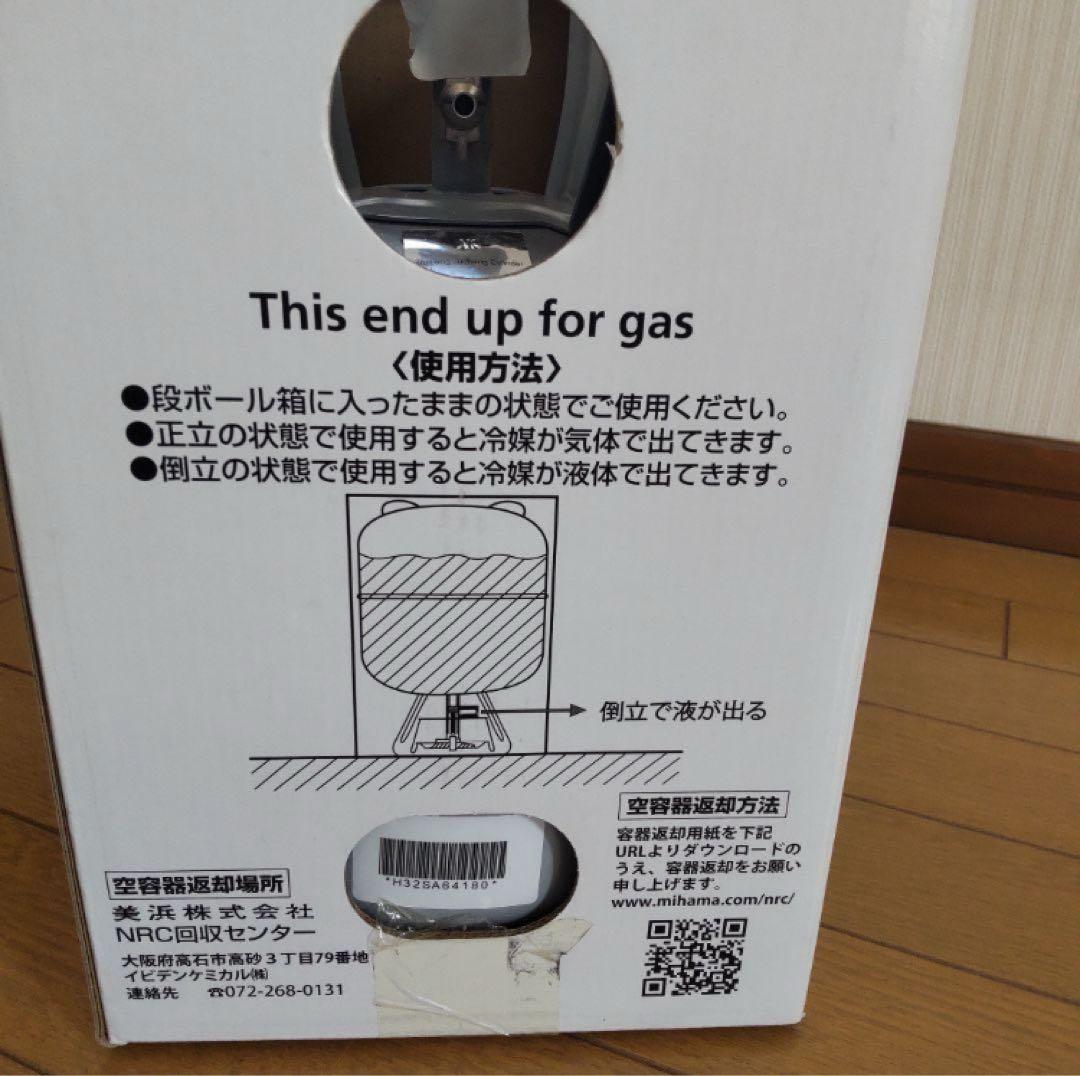 This end up for gas
〈使用方法〉
●段ボール箱に入ったままの状態でご使用ください。
●正立の状態で使用すると冷媒が気体で出てきます。
●倒立の状態で使用すると冷媒が液体で出てきます。
倒立で液が出る
空容器返却方法
容器返却用紙を下記
URLよりダウンロードの
うえ、容器返却をお願い
申し上げます。
www.mihama.com/nrc/
*H32SA64180*
空容器返却場所
美浜株式会社
NRC回収センター
大阪府高石市高砂3丁目79番地
イビデンケミカル㈱
連絡先 ☎072-268-0131